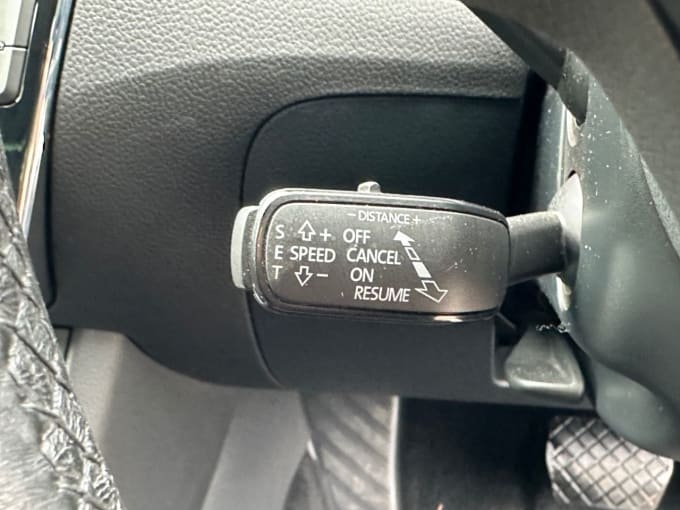 − DISTANCE +
S ⇧ + OFF
E SPEED CANCEL
T ⇩ − ON
RESUME